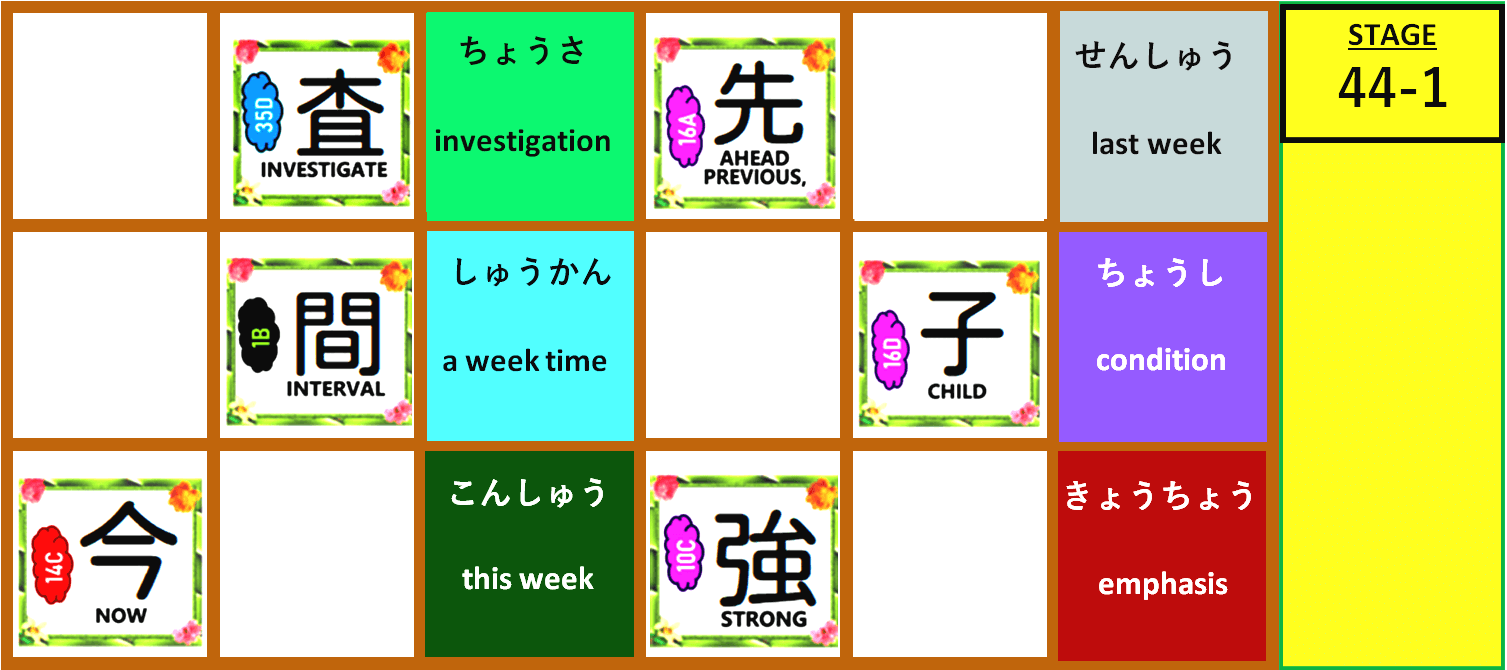 35D
査
INVESTIGATE
ちょうさ
investigation
16A
先
AHEAD
PREVIOUS,
せんしゅう
last week
STAGE
44-1
1B
間
INTERVAL
しゅうかん
a week time
16D
子
CHILD
ちょうし
condition
14C
今
NOW
こんしゅう
this week
10C
強
STRONG
きょうちょう
emphasis